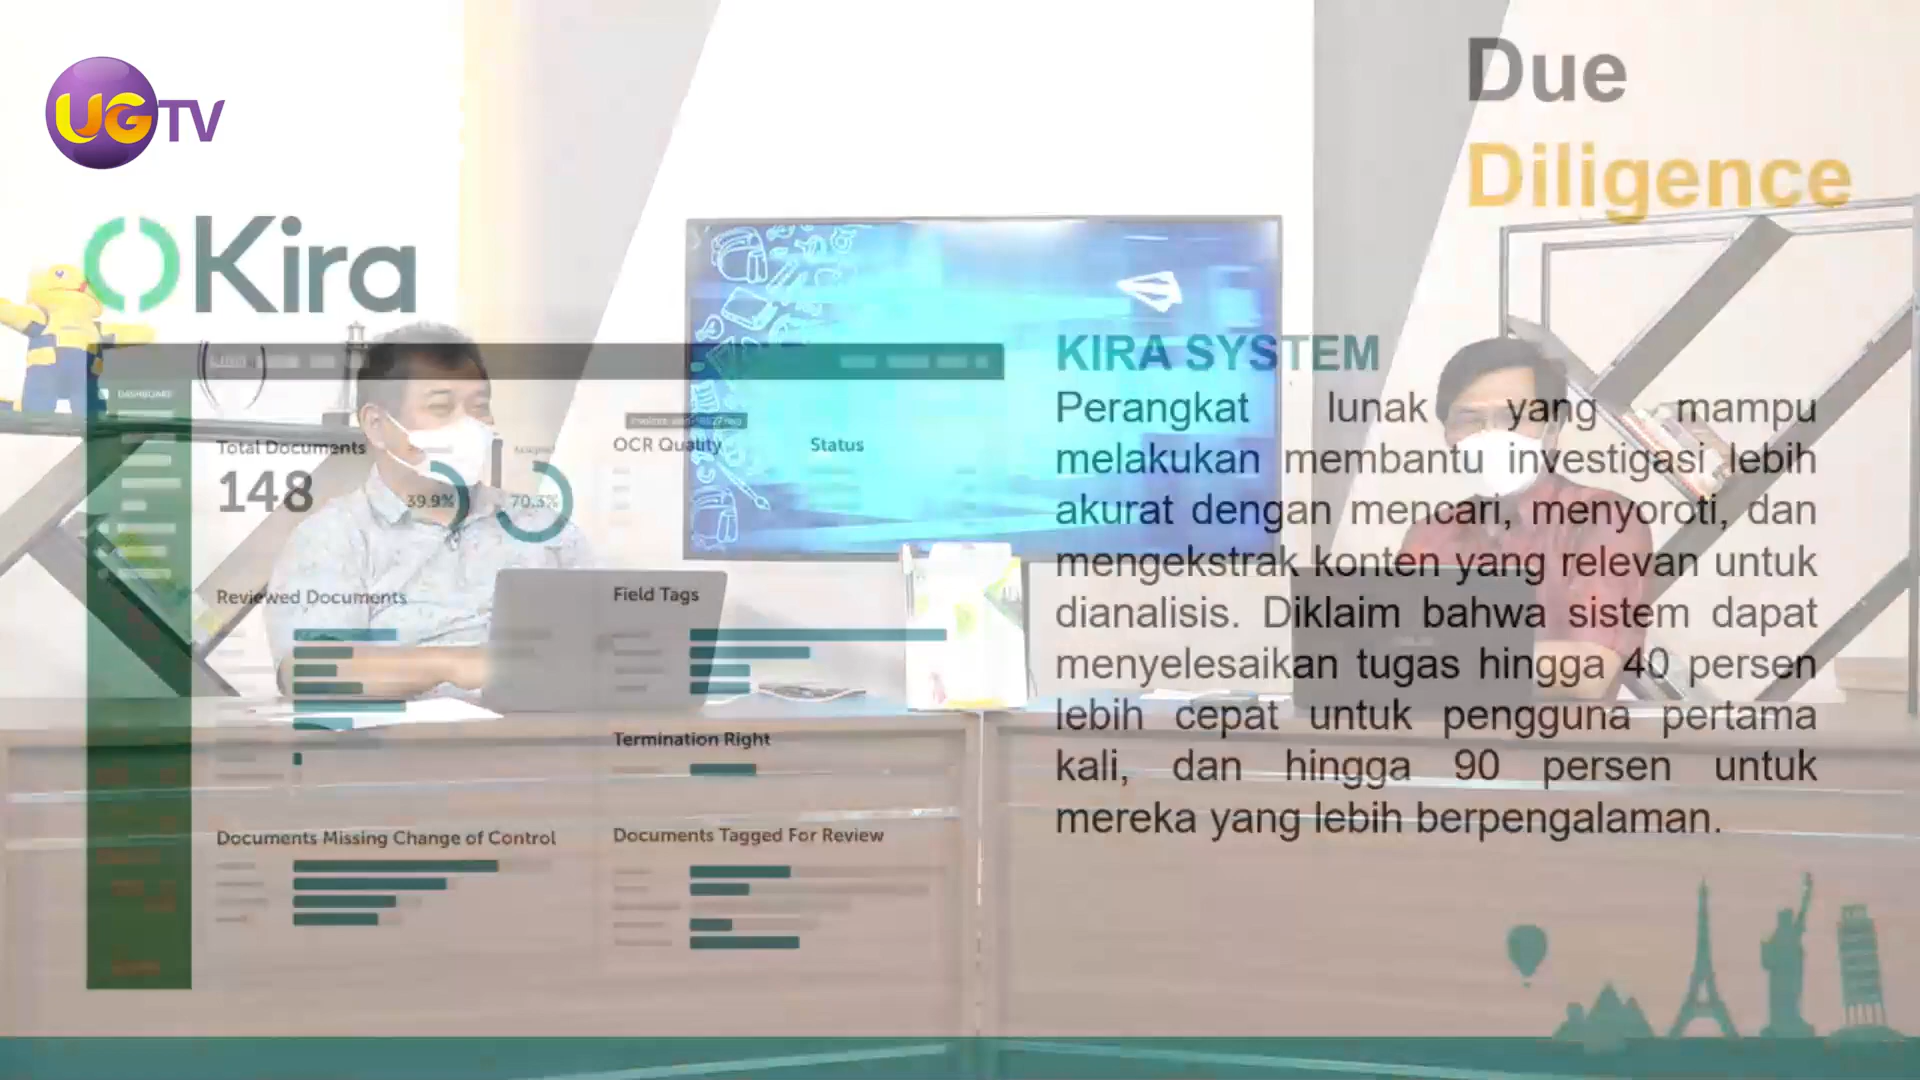 UGTV
Due
Diligence
Kira
KIRA SYSTEM
Perangkat lunak yang mampu
melakukan membantu investigasi lebih
akurat dengan mencari, menyoroti, dan
mengekstrak konten yang relevan untuk
dianalisis. Diklaim bahwa sistem dapat
menyelesaikan tugas hingga 40 persen
lebih cepat untuk pengguna pertama
kali, dan hingga 90 persen untuk
mereka yang lebih berpengalaman.
DASHBOARD
Total Documents
148
39.9%
Assigned
70.3%
OCR Quality
Status
Reviewed Documents
Field Tags
Termination Right
Documents Missing Change of Control
Documents Tagged For Review